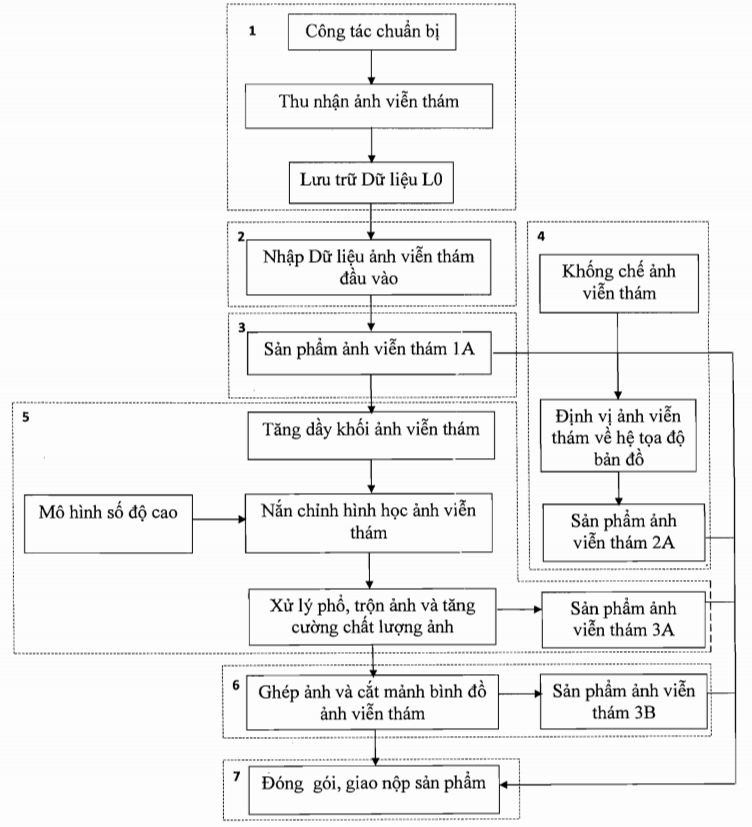 1
Công tác chuẩn bị
Thu nhận ảnh viễn thám
Lưu trữ Dữ liệu L0
2
Nhập Dữ liệu ảnh viễn thám
đầu vào
3
Sản phẩm ảnh viễn thám 1A
4
Khống chế ảnh
viễn thám
Định vị ảnh viễn
thám về hệ tọa độ
bản đồ
Sản phẩm ảnh
viễn thám 2A
5
Tăng dầy khối ảnh viễn thám
Mô hình số độ cao
Nắn chỉnh hình học ảnh viễn
thám
Xử lý phổ, trộn ảnh và tăng
cường chất lượng ảnh
Sản phẩm ảnh
viễn thám 3A
6
Ghép ảnh và cắt mảnh bình đồ
ảnh viễn thám
Sản phẩm ảnh viễn
thám 3B
7
Đóng gói, giao nộp sản phẩm